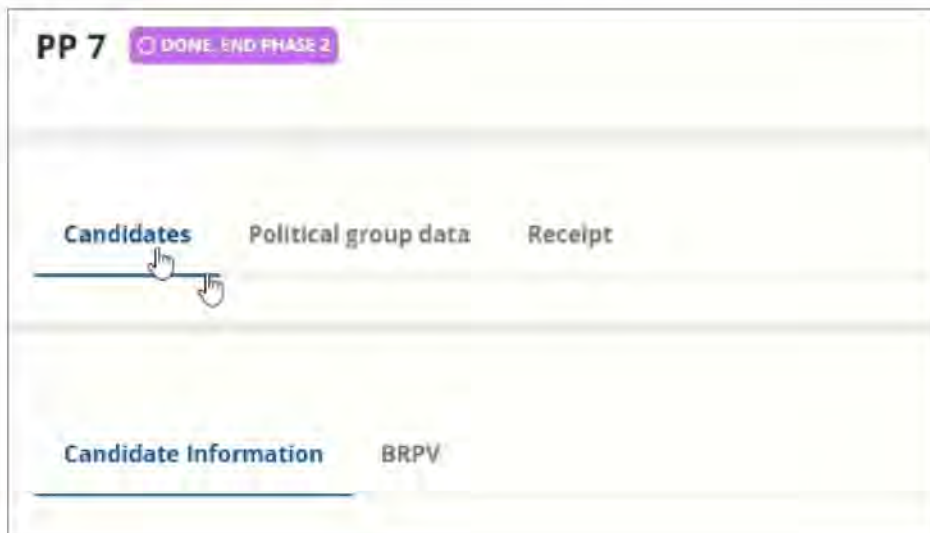 PP 7 DONE. END PHASE 2
Candidates Political group data Receipt
Candidate Information BRPV